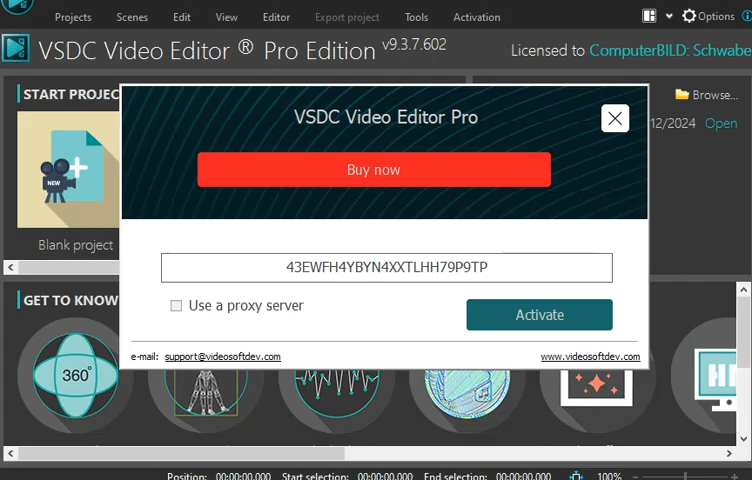 Projects Scenes Edit View Editor Export project Tools Activation Options
VSDC Video Editor ® Pro Edition v9.3.7.602 Licensed to ComputerBILD: Schwabe
START PROJEC
Browse...
VSDC Video Editor Pro
12/2024 Open
Buy now
NEW
Blank project
43EWFH4YBYN4XXTLHH79P9TP
Use a proxy server
Activate
GET TO KNOW
e-mail: support@videosoftdev.com www.videosoftdev.com
360°
Position: 00:00:00.000 Start selection: 00:00:00.000 End selection: 00:00:00.000 100%